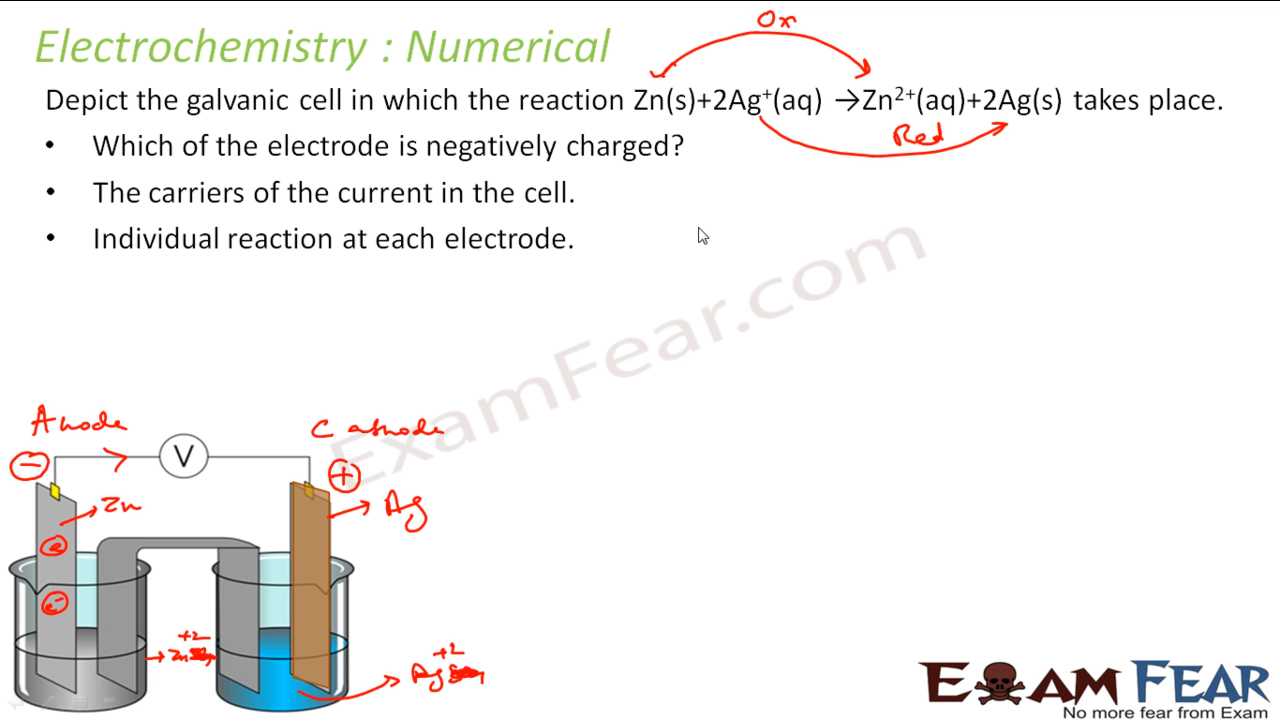 Electrochemistry : Numerical
Ox
Depict the galvanic cell in which the reaction Zn(s)+2Ag⁺(aq) →Zn²⁺(aq)+2Ag(s) takes place.
Red
• Which of the electrode is negatively charged?
• The carriers of the current in the cell.
• Individual reaction at each electrode.
ExamFear.com
Anode
Cathode
−
V
+
Zn
Ag
e⁻
Zn+2
Ag+2
EXAM FEAR
No more fear from Exam